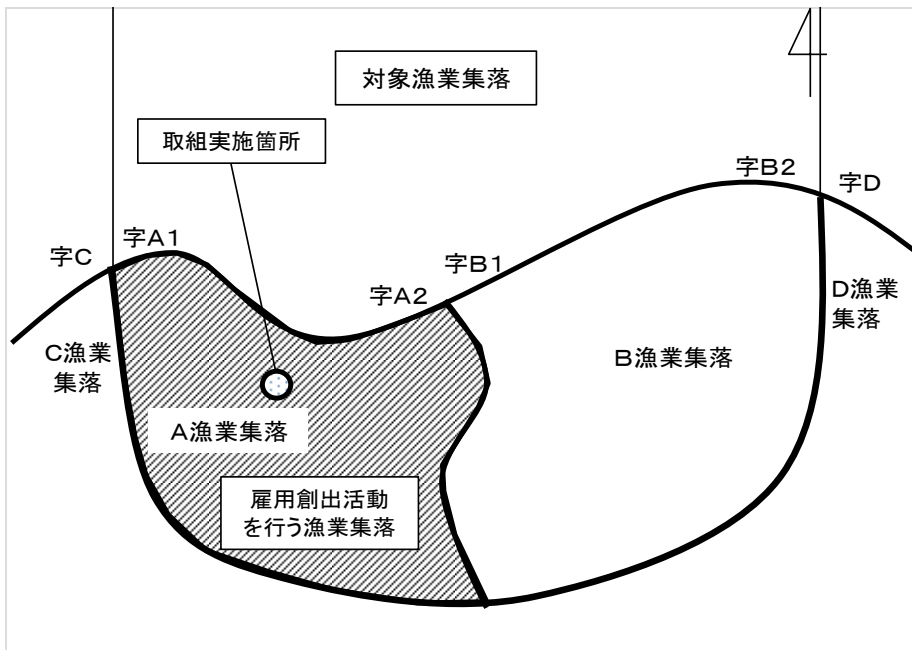 対象漁業集落
取組実施箇所
字B2
字D
字A1
字C
字B1
字A2
D漁業
集落
C漁業
集落
B漁業集落
A漁業集落
雇用創出活動
を行う漁業集落